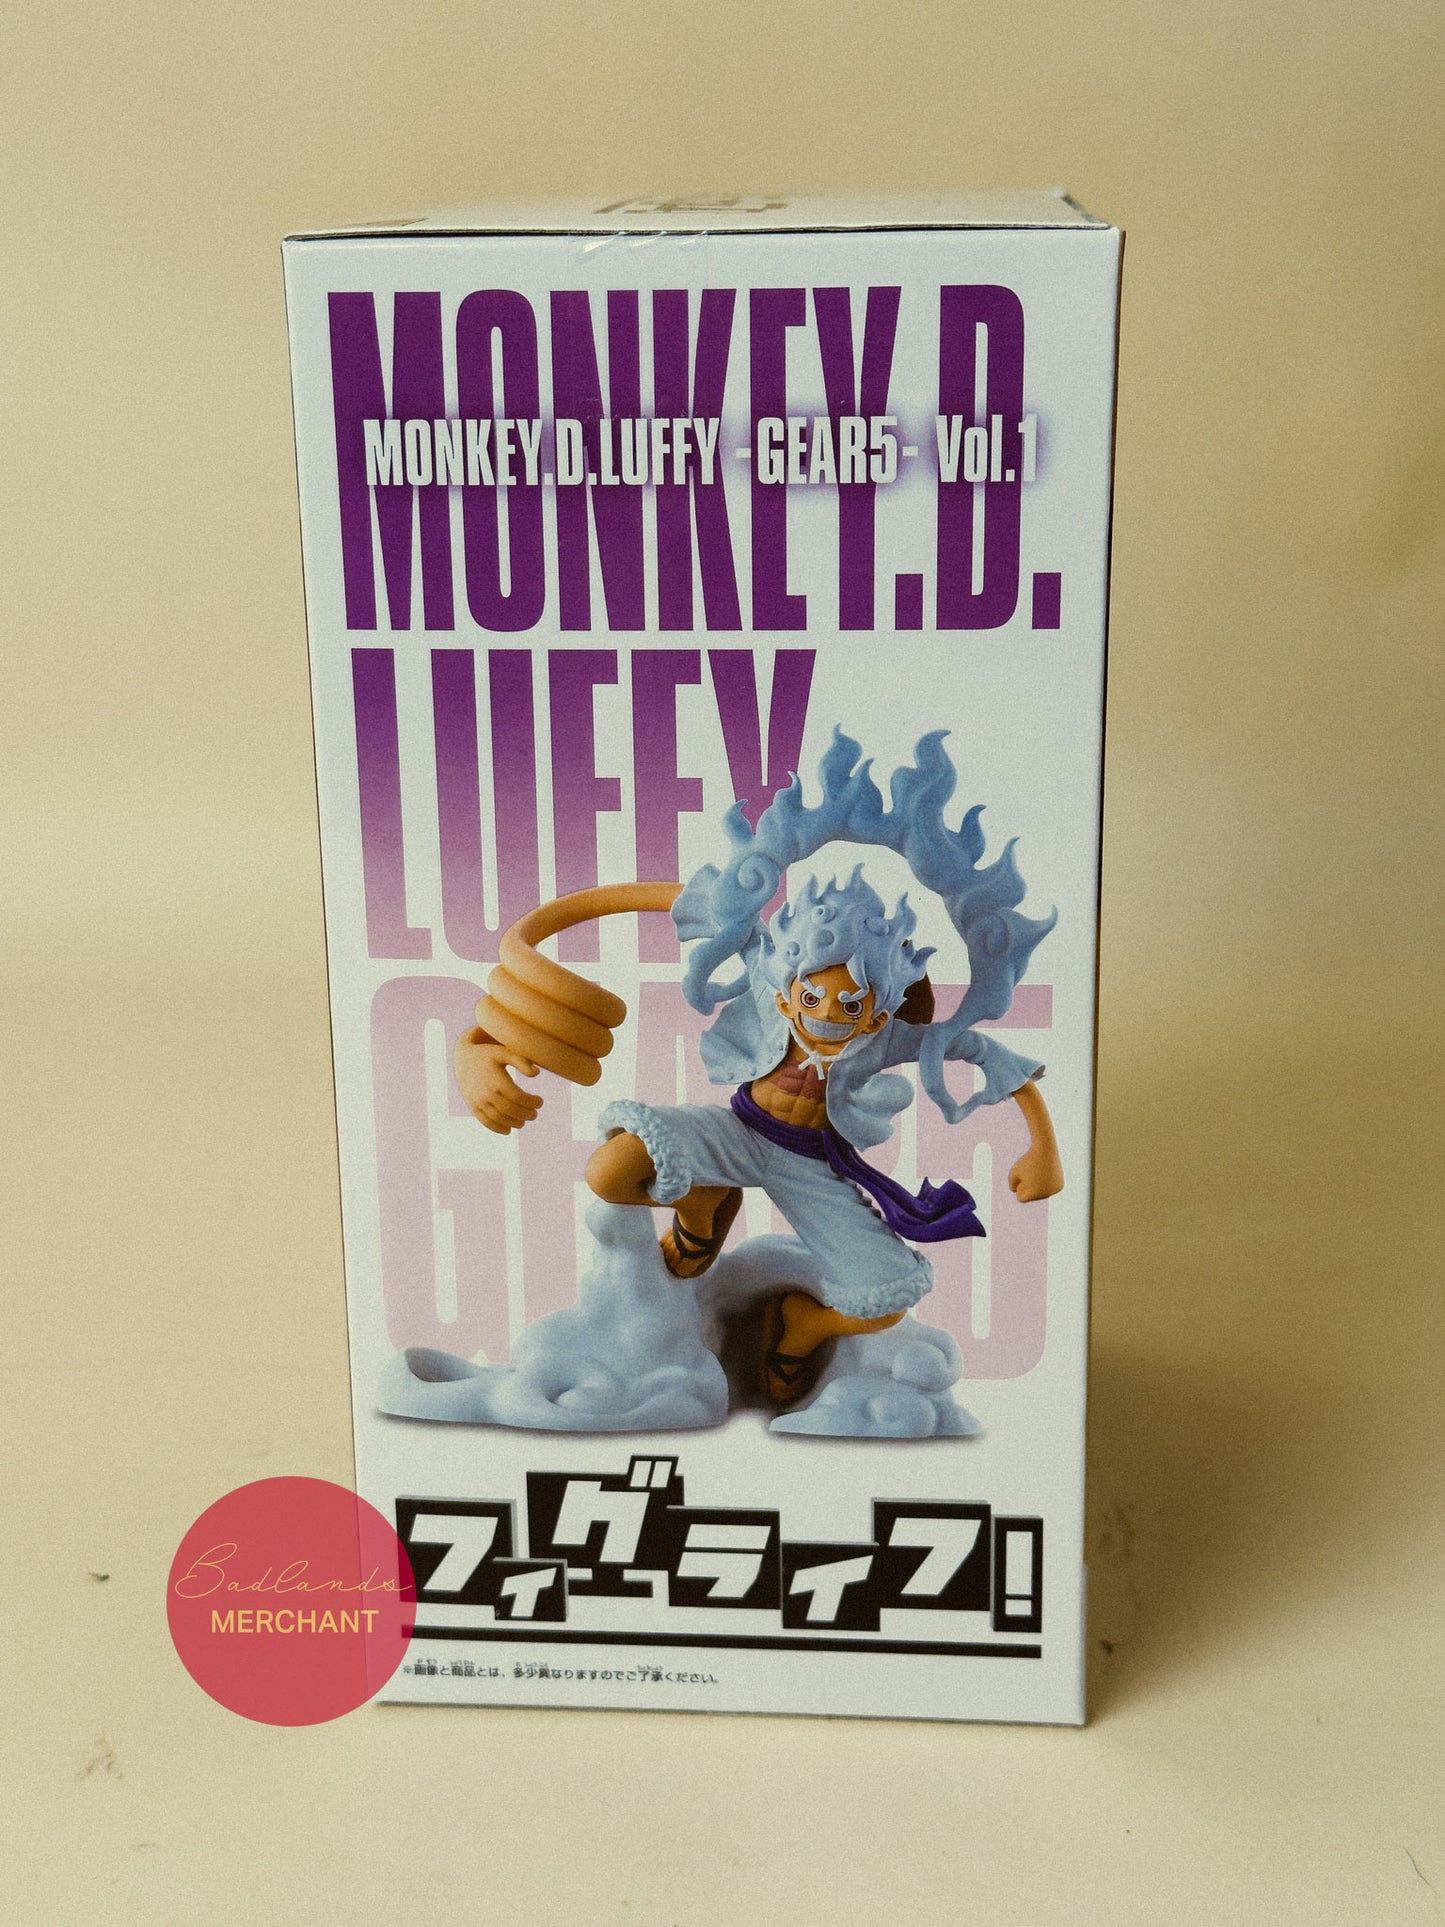 MONKEY.D.
MONKEY.D.LUFFY -GEAR5- Vol.1
LUFFY
GEAR5
フィグライフ!
Badlands
MERCHANT
※画像と商品とは、多少異なりますのでご了承ください。